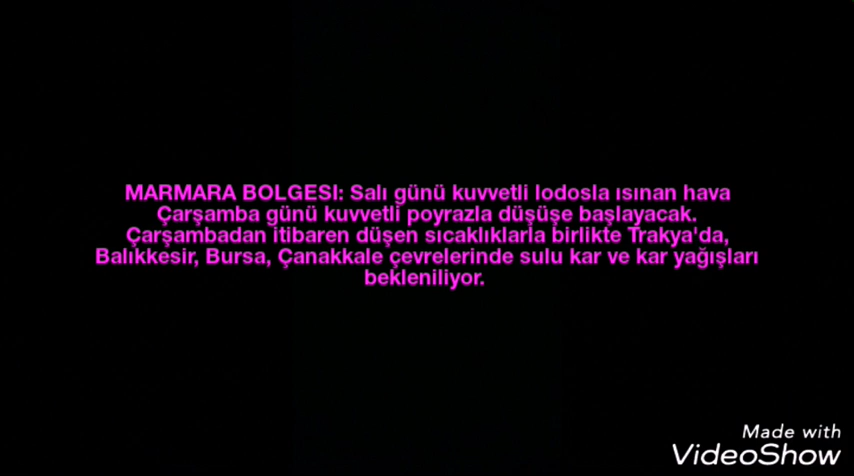 MARMARA BOLGESI: Salı günü kuvvetli lodosla ısınan hava
Çarşamba günü kuvvetli poyrazla düşüşe başlayacak.
Çarşambadan itibaren düşen sıcaklıklarla birlikte Trakya'da,
Balıkkesir, Bursa, Çanakkale çevrelerinde sulu kar ve kar yağışları
bekleniliyor.
Made with
VideoShow